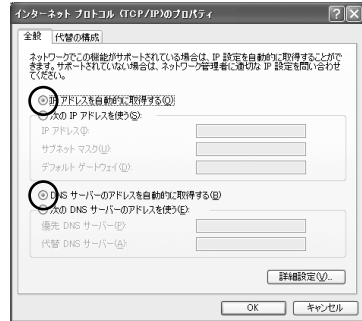 インターネット プロトコル (TCP/IP)のプロパティ
全般 代替の構成
ネットワークでこの機能がサポートされている場合は、IP 設定を自動的に取得することがで
きます。サポートされていない場合は、ネットワーク管理者に適切な IP 設定を問い合わせ
てください。
IP アドレスを自動的に取得する(O)
次の IP アドレスを使う(S):
IP アドレス(I):
サブネット マスク(U):
デフォルト ゲートウェイ(D):
DNS サーバーのアドレスを自動的に取得する(B)
次の DNS サーバーのアドレスを使う(E):
優先 DNS サーバー(P):
代替 DNS サーバー(A):
詳細設定(V)...
OK キャンセル